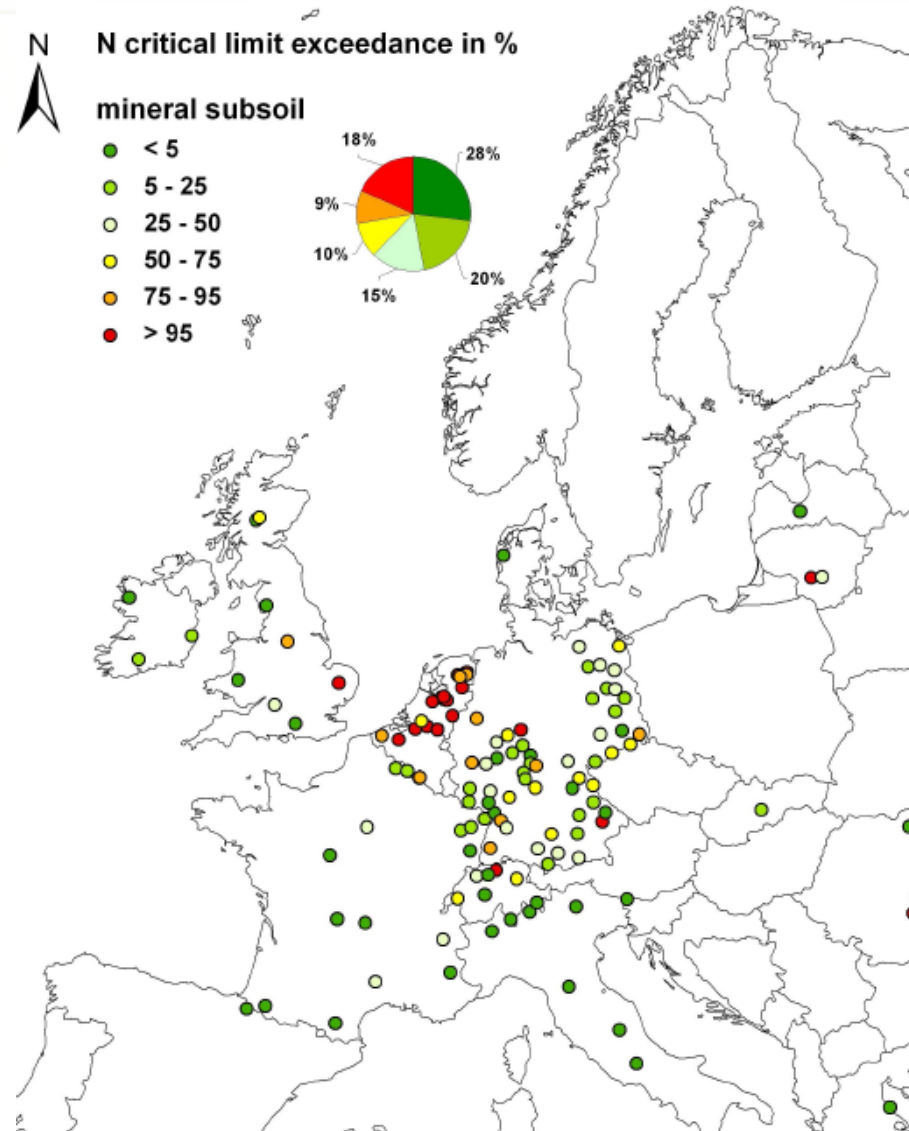 N
N critical limit exceedance in %
mineral subsoil
< 5
5 - 25
25 - 50
50 - 75
75 - 95
> 95
18%
28%
9%
10%
15%
20%